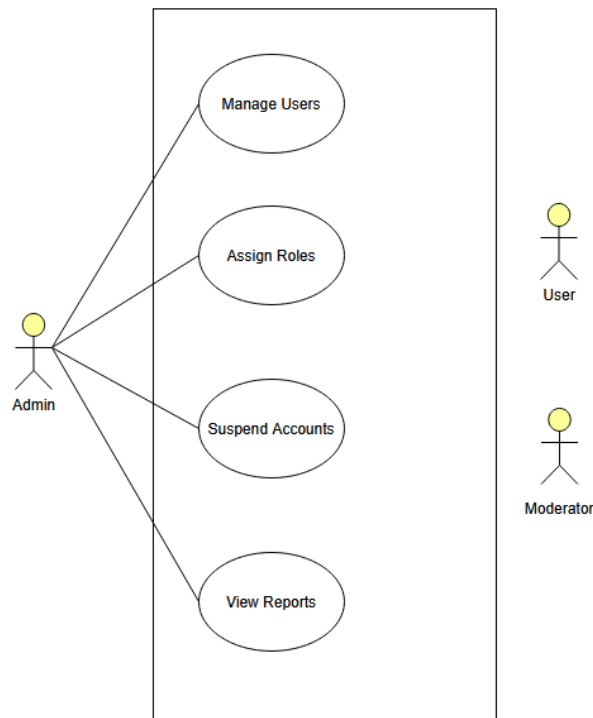 Manage Users
Assign Roles
User
Admin
Suspend Accounts
Moderator
View Reports